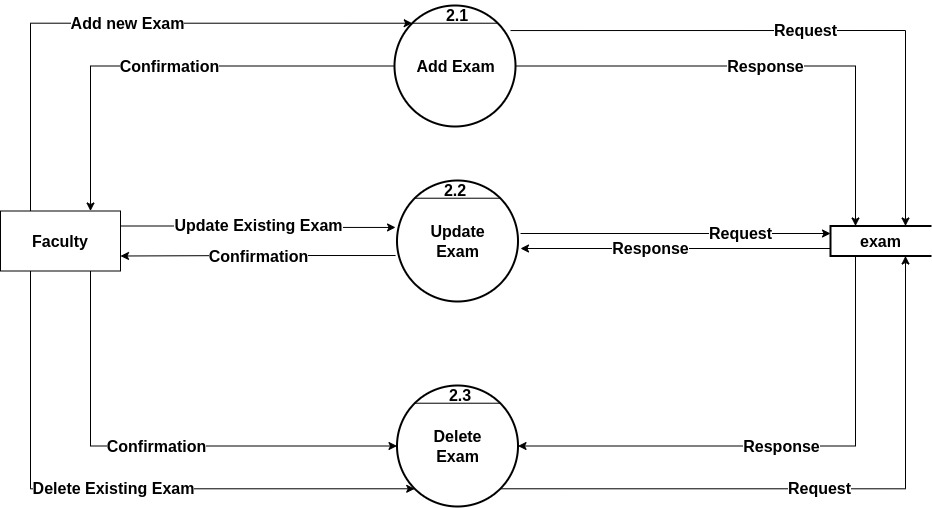 2.1
Add new Exam
Request
Confirmation
Add Exam
Response
2.2
Update Existing Exam
Update
Exam
Request
Faculty
exam
Confirmation
Response
2.3
Delete
Exam
Confirmation
Response
Delete Existing Exam
Request